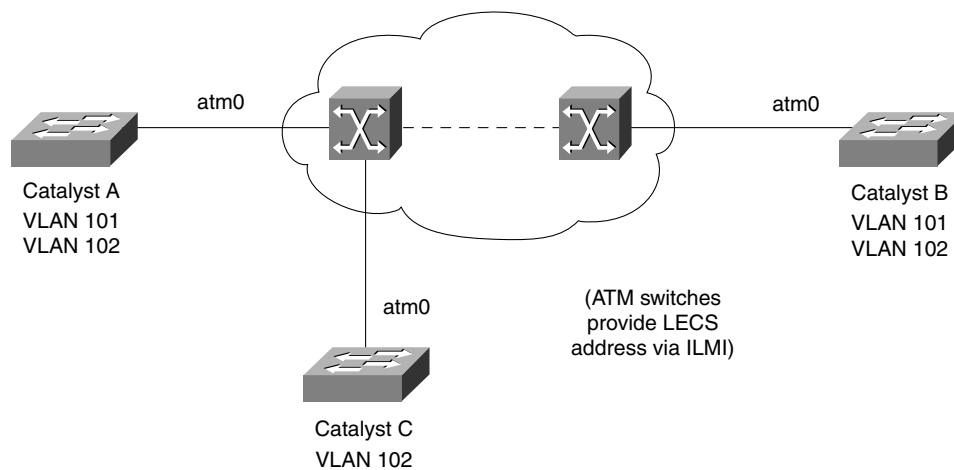 atm0
atm0
Catalyst A
VLAN 101
VLAN 102
Catalyst B
VLAN 101
VLAN 102
atm0
(ATM switches
provide LECS
address via ILMI)
Catalyst C
VLAN 102